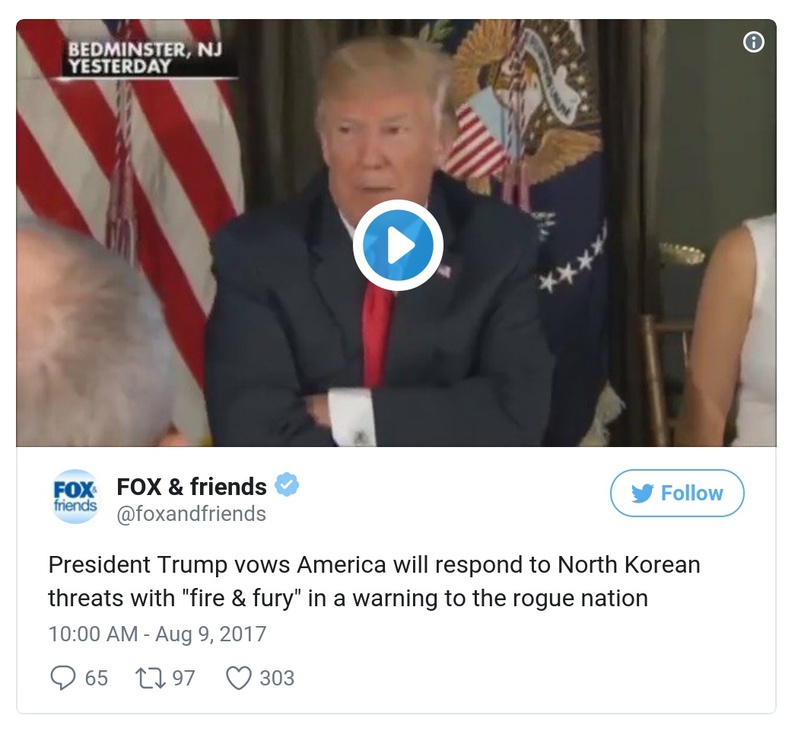 BEDMINSTER, NJ
YESTERDAY
FOX& friends
FOX & friends
@foxandfriends
Follow
President Trump vows America will respond to North Korean
threats with "fire & fury" in a warning to the rogue nation
10:00 AM - Aug 9, 2017
65 97 303